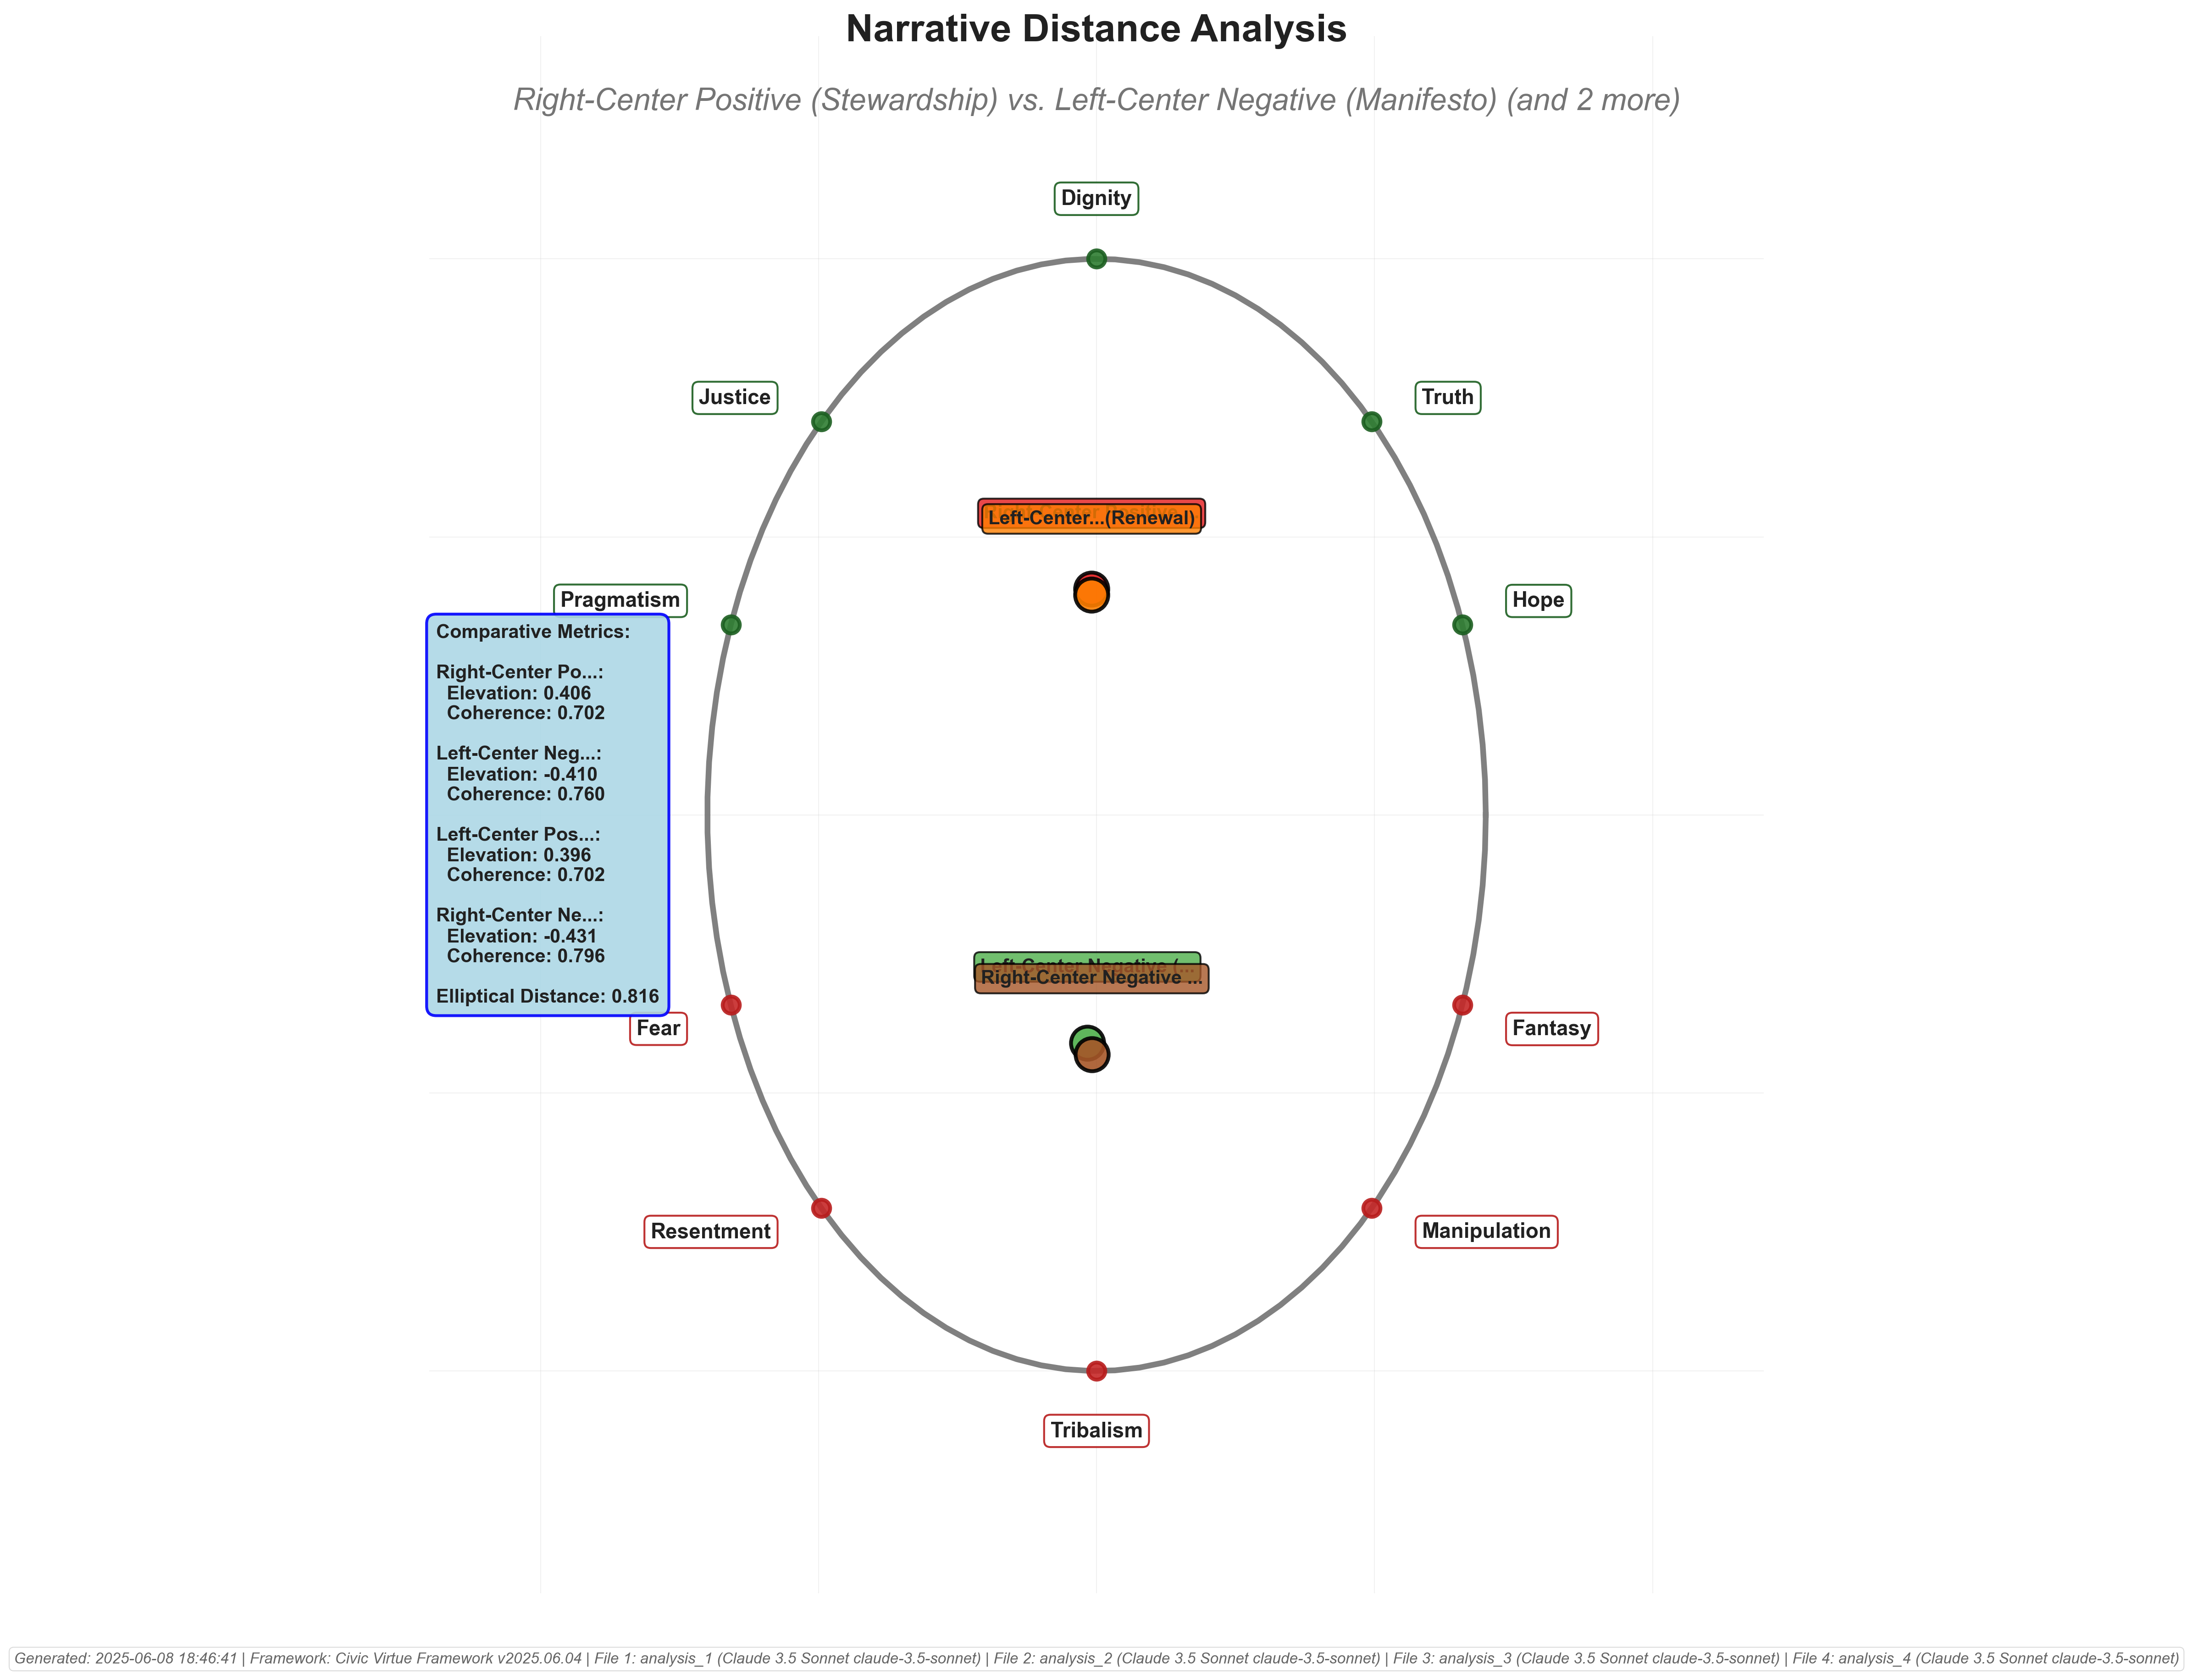 Narrative Distance Analysis
Right-Center Positive (Stewardship) vs. Left-Center Negative (Manifesto) (and 2 more)
Dignity
Justice
Truth
Right-Center Positive
Left-Center...(Renewal)
Pragmatism
Hope
Comparative Metrics:
Right-Center Po...:
Elevation: 0.406
Coherence: 0.702
Left-Center Neg...:
Elevation: -0.410
Coherence: 0.760
Left-Center Pos...:
Elevation: 0.396
Coherence: 0.702
Right-Center Ne...:
Elevation: -0.431
Coherence: 0.796
Elliptical Distance: 0.816
Left-Center Negative (...
Right-Center Negative ...
Fear
Fantasy
Resentment
Manipulation
Tribalism
Generated: 2025-06-08 18:46:41 | Framework: Civic Virtue Framework v2025.06.04 | File 1: analysis_1 (Claude 3.5 Sonnet claude-3.5-sonnet) | File 2: analysis_2 (Claude 3.5 Sonnet claude-3.5-sonnet) | File 3: analysis_3 (Claude 3.5 Sonnet claude-3.5-sonnet) | File 4: analysis_4 (Claude 3.5 Sonnet claude-3.5-sonnet)